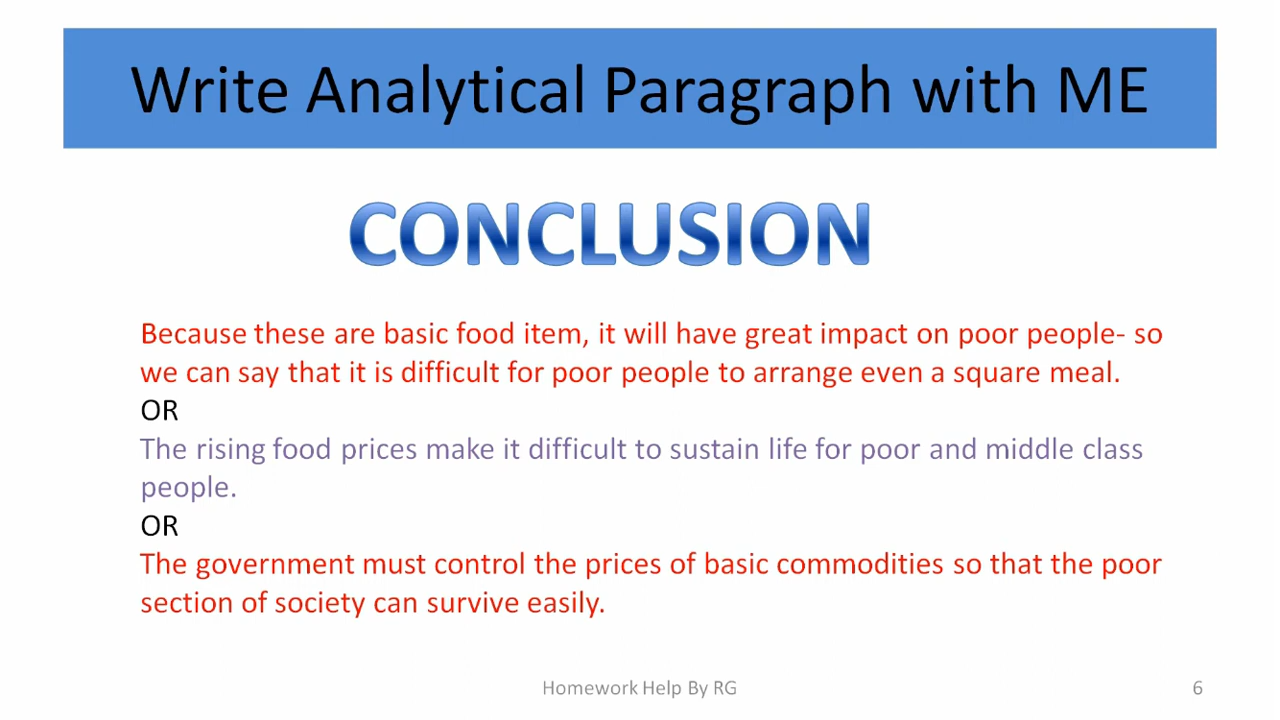 Write Analytical Paragraph with ME
CONCLUSION
Because these are basic food item, it will have great impact on poor people- so
we can say that it is difficult for poor people to arrange even a square meal.
OR
The rising food prices make it difficult to sustain life for poor and middle class
people.
OR
The government must control the prices of basic commodities so that the poor
section of society can survive easily.
Homework Help By RG
6